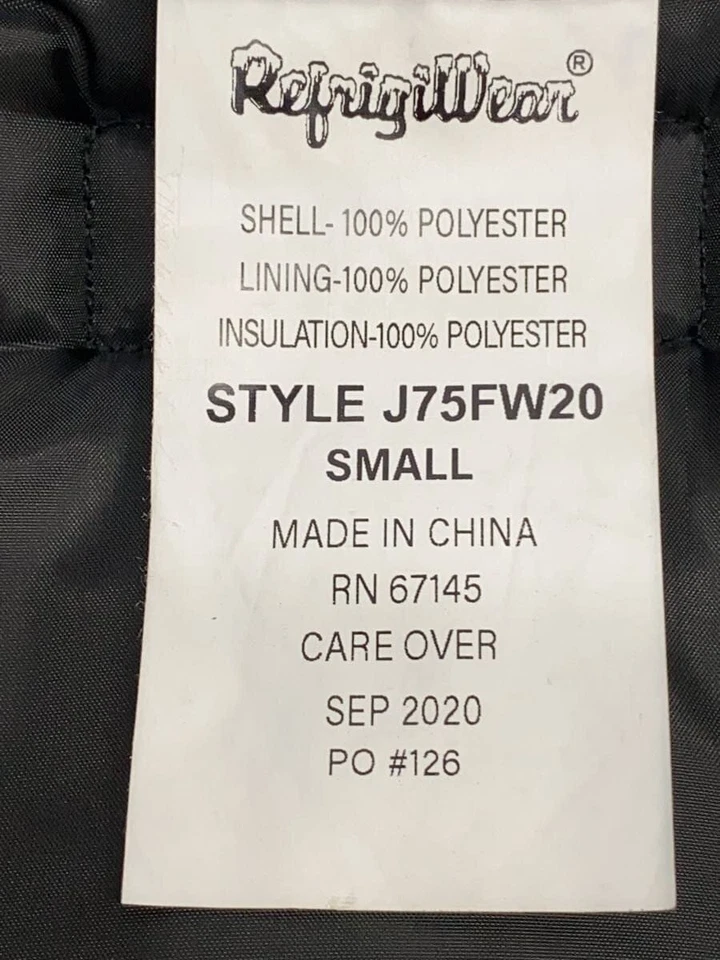 RefrigiWear®
SHELL- 100% POLYESTER
LINING-100% POLYESTER
INSULATION-100% POLYESTER
STYLE J75FW20
SMALL
MADE IN CHINA
RN 67145
CARE OVER
SEP 2020
PO #126